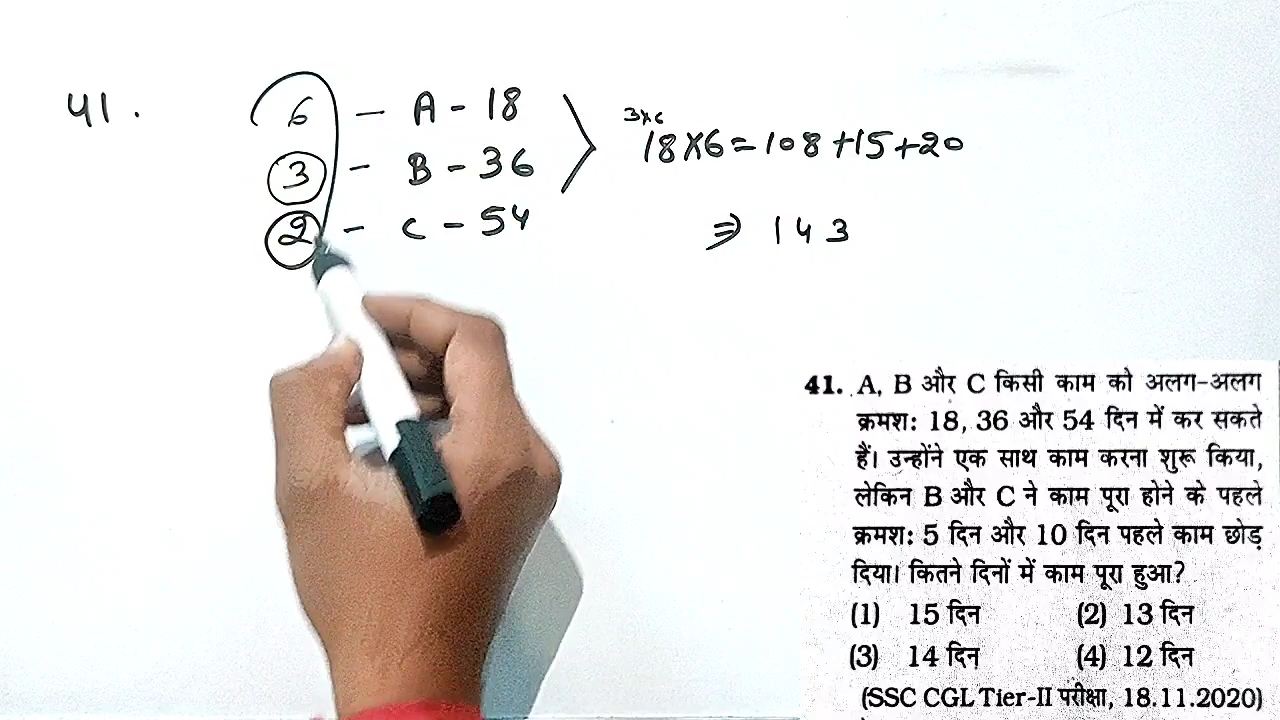 41.
6 - A - 18
3 - B - 36
2 - C - 54
3×6
18×6=108+15+20
⇒ 143
41. A, B और C किसी काम को अलग-अलग
क्रमश: 18, 36 और 54 दिन में कर सकते
हैं। उन्होंने एक साथ काम करना शुरू किया,
लेकिन B और C ने काम पूरा होने के पहले
क्रमश: 5 दिन और 10 दिन पहले काम छोड़
दिया। कितने दिनों में काम पूरा हुआ?
(1) 15 दिन (2) 13 दिन
(3) 14 दिन (4) 12 दिन
(SSC CGL Tier-II परीक्षा, 18.11.2020)